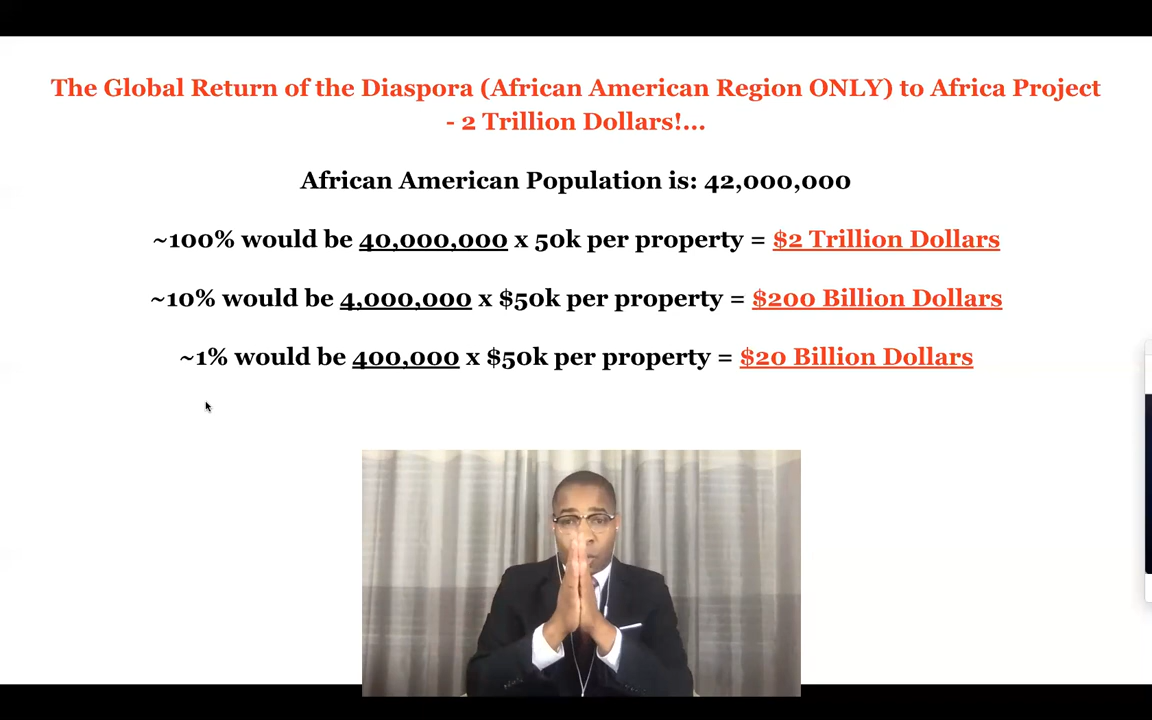 The Global Return of the Diaspora (African American Region ONLY) to Africa Project
- 2 Trillion Dollars!...
African American Population is: 42,000,000
~100% would be 40,000,000 x 50k per property = $2 Trillion Dollars
~10% would be 4,000,000 x $50k per property = $200 Billion Dollars
~1% would be 400,000 x $50k per property = $20 Billion Dollars